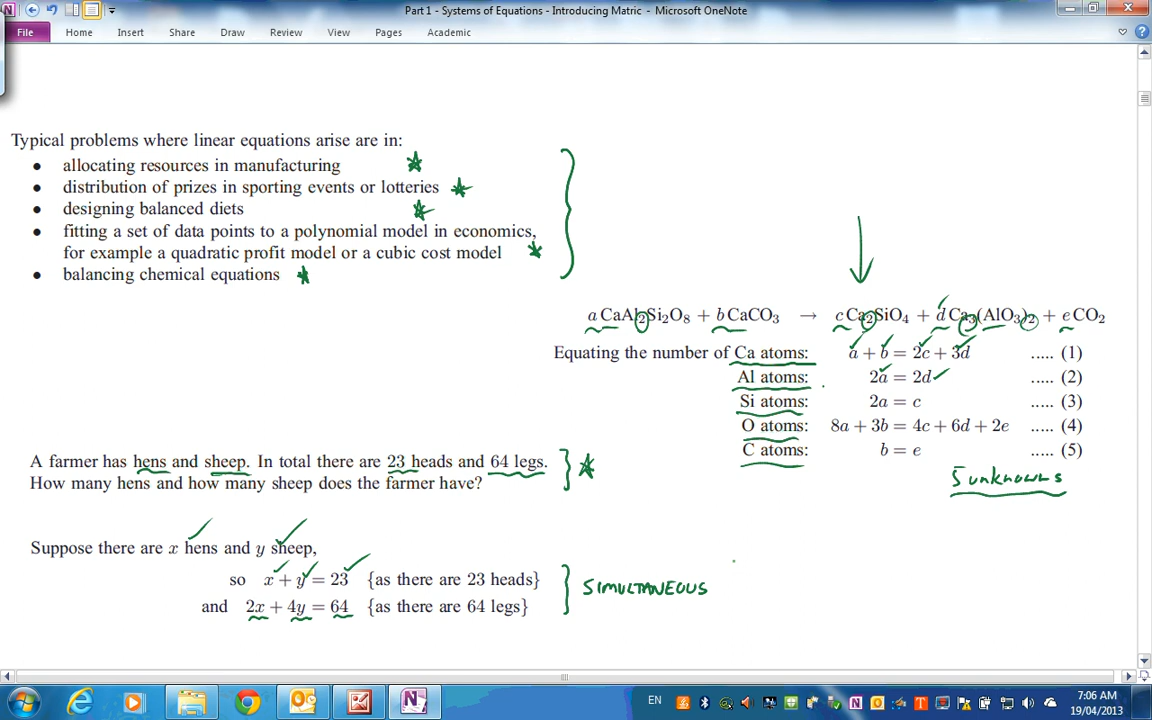 Part 1 - Systems of Equations - Introducing Matric - Microsoft OneNote
File Home Insert Share Draw Review View Pages Academic
Typical problems where linear equations arise are in:
• allocating resources in manufacturing
• distribution of prizes in sporting events or lotteries
• designing balanced diets
• fitting a set of data points to a polynomial model in economics,
for example a quadratic profit model or a cubic cost model
• balancing chemical equations
aCaAl₂Si₂O₈ + bCaCO₃ → cCa₂SiO₄ + dCa₃(AlO₃)₂ + eCO₂
Equating the number of Ca atoms: a + b = 2c + 3d ..... (1)
Al atoms: 2a = 2d ..... (2)
Si atoms: 2a = c ..... (3)
O atoms: 8a + 3b = 4c + 6d + 2e ..... (4)
C atoms: b = e ..... (5)
5 unknowns
A farmer has hens and sheep. In total there are 23 heads and 64 legs.
How many hens and how many sheep does the farmer have?
Suppose there are x hens and y sheep,
so x + y = 23 {as there are 23 heads}
and 2x + 4y = 64 {as there are 64 legs}
SIMULTANEOUS
EN
7:06 AM
19/04/2013